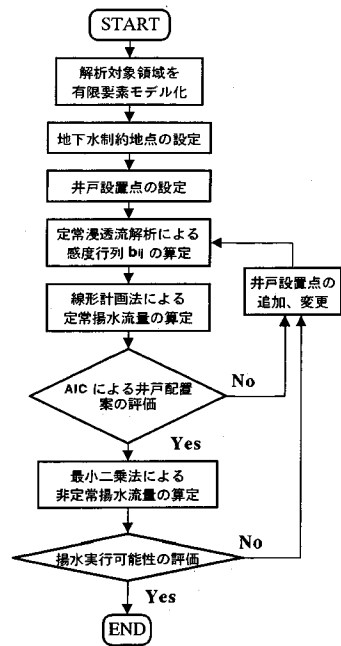 START
解析対象領域を
有限要素モデル化
地下水制約地点の設定
井戸設置点の設定
定常浸透流解析による
感度行列 bij の算定
井戸設置点の
追加、変更
線形計画法による
定常揚水流量の算定
AIC による井戸配置
案の評価
No
Yes
最小二乗法による
非定常揚水流量の算定
揚水実行可能性の評価
No
Yes
END